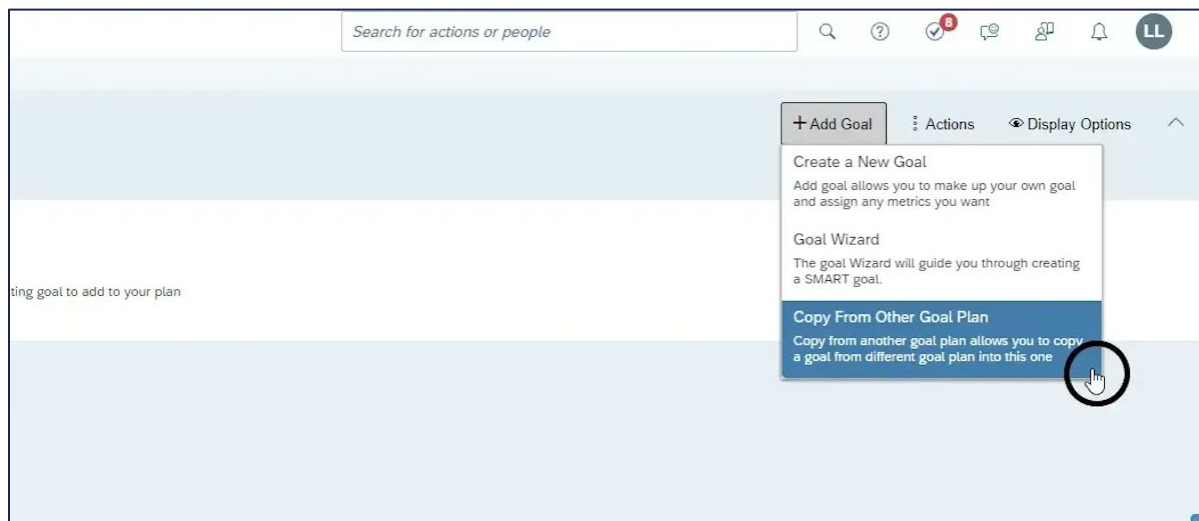 Search for actions or people
8
LL
+ Add Goal
Actions
Display Options
Create a New Goal
Add goal allows you to make up your own goal
and assign any metrics you want
Goal Wizard
The goal Wizard will guide you through creating
a SMART goal.
ting goal to add to your plan
Copy From Other Goal Plan
Copy from another goal plan allows you to copy
a goal from different goal plan into this one